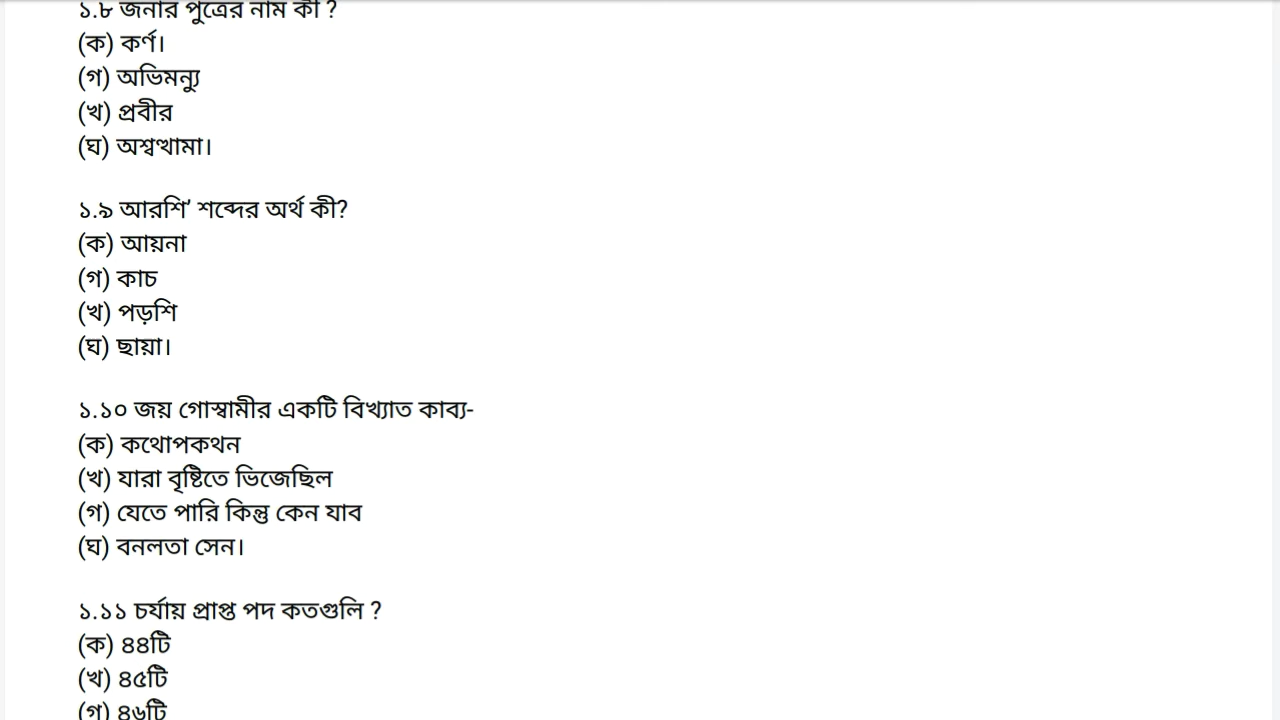 ১.৮ জনার পুত্রের নাম কী ?
(ক) কর্ণ।
(গ) অভিমন্যু
(খ) প্রবীর
(ঘ) অশ্বত্থামা।
১.৯ আরশি’ শব্দের অর্থ কী?
(ক) আয়না
(গ) কাচ
(খ) পড়শি
(ঘ) ছায়া।
১.১০ জয় গোস্বামীর একটি বিখ্যাত কাব্য-
(ক) কথোপকথন
(খ) যারা বৃষ্টিতে ভিজেছিল
(গ) যেতে পারি কিন্তু কেন যাব
(ঘ) বনলতা সেন।
১.১১ চর্যায় প্রাপ্ত পদ কতগুলি ?
(ক) ৪৪টি
(খ) ৪৫টি
(গ) ৪৬টি